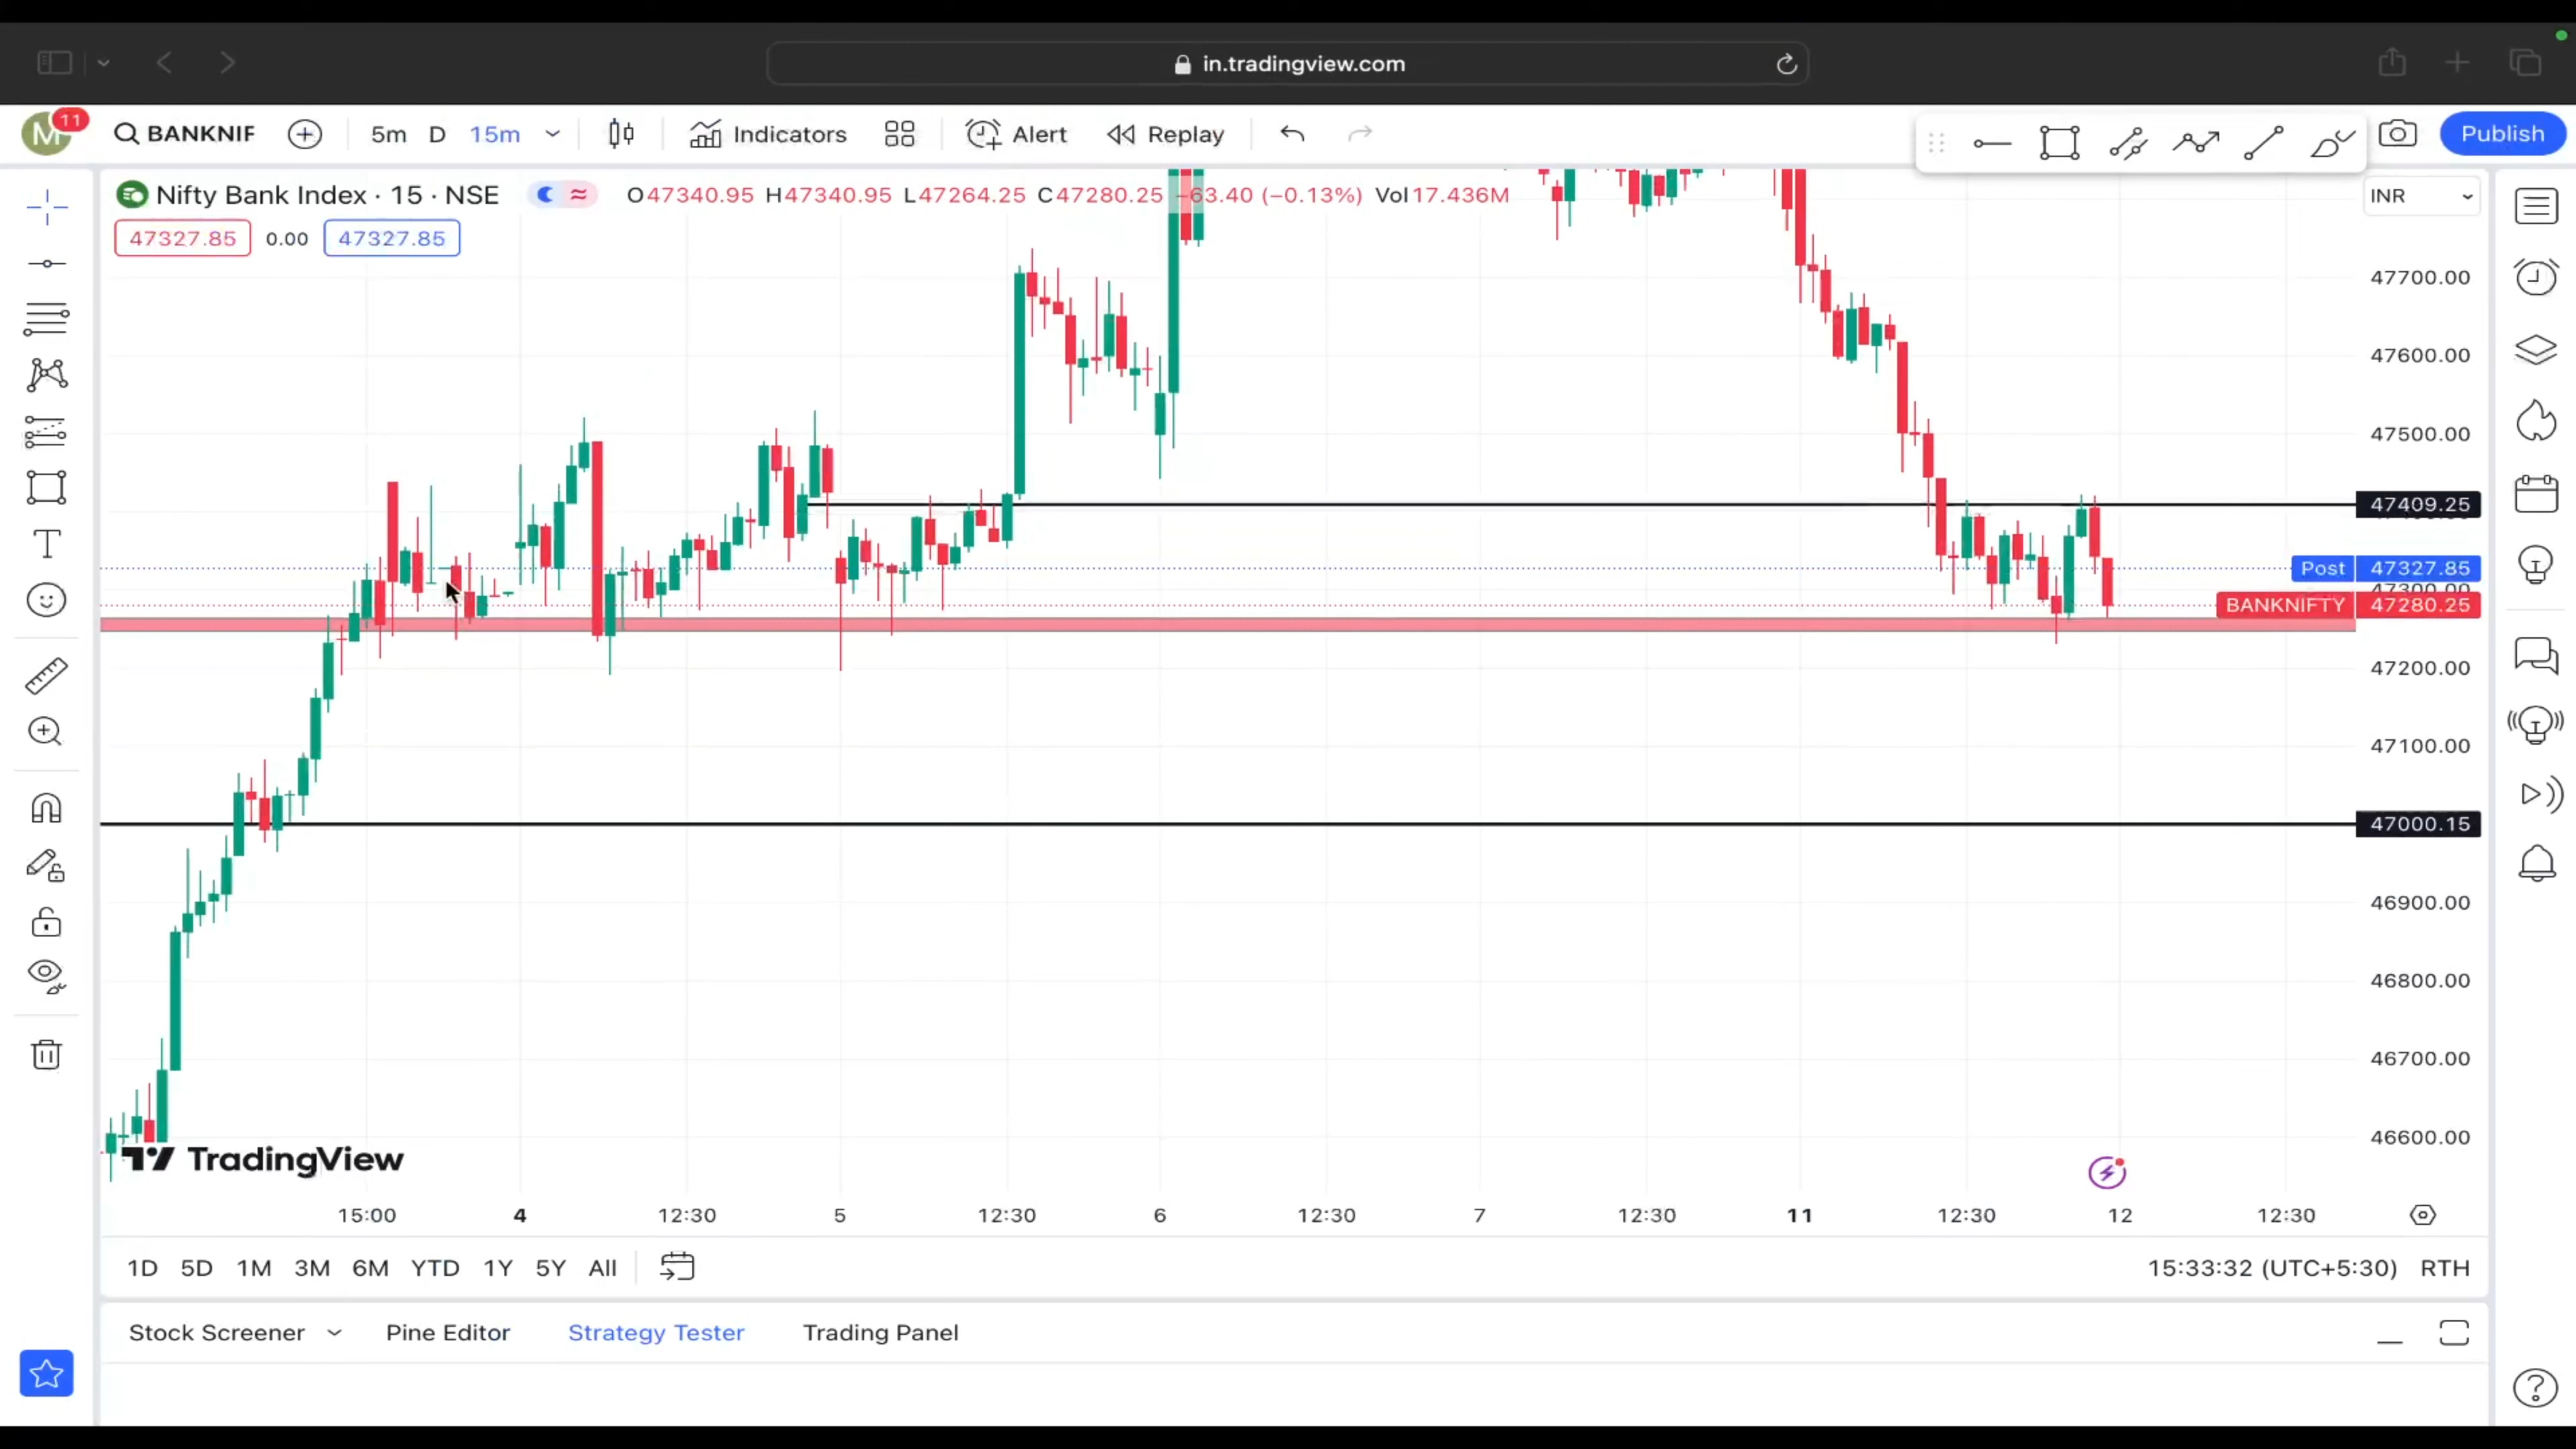 in.tradingview.com
M 11 BANKNIF 5m D 15m Indicators Alert Replay Publish
Nifty Bank Index · 15 · NSE O47340.95 H47340.95 L47264.25 C47280.25 −63.40 (−0.13%) Vol17.436M INR
47327.85 0.00 47327.85
47700.00
47600.00
47500.00
47409.25
Post 47327.85
BANKNIFTY 47280.25
47200.00
47100.00
47000.15
46900.00
46800.00
46700.00
46600.00
TradingView
15:00 4 12:30 5 12:30 6 12:30 7 12:30 11 12:30 12 12:30
1D 5D 1M 3M 6M YTD 1Y 5Y All 15:33:32 (UTC+5:30) RTH
Stock Screener Pine Editor Strategy Tester Trading Panel